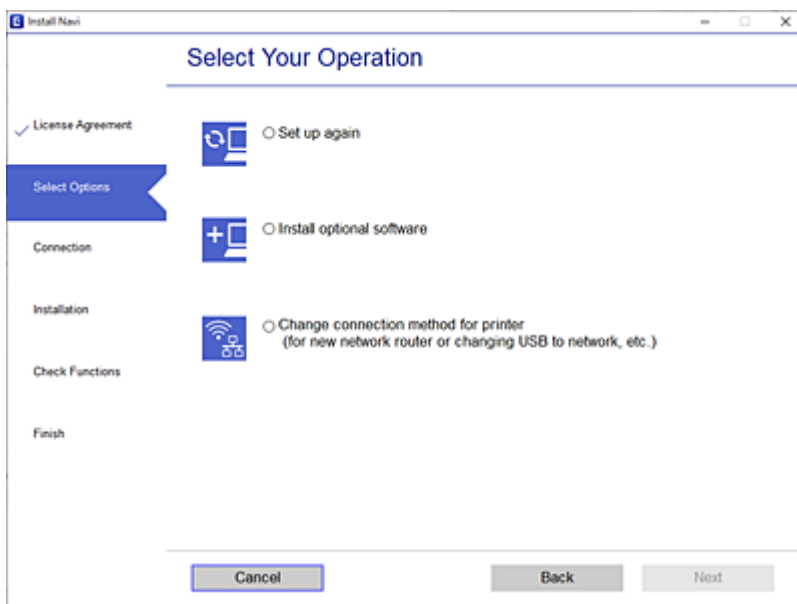 Install Navi
Select Your Operation
License Agreement
Select Options
Connection
Installation
Check Functions
Finish
Set up again
Install optional software
Change connection method for printer
(for new network router or changing USB to network, etc.)
Cancel
Back
Next